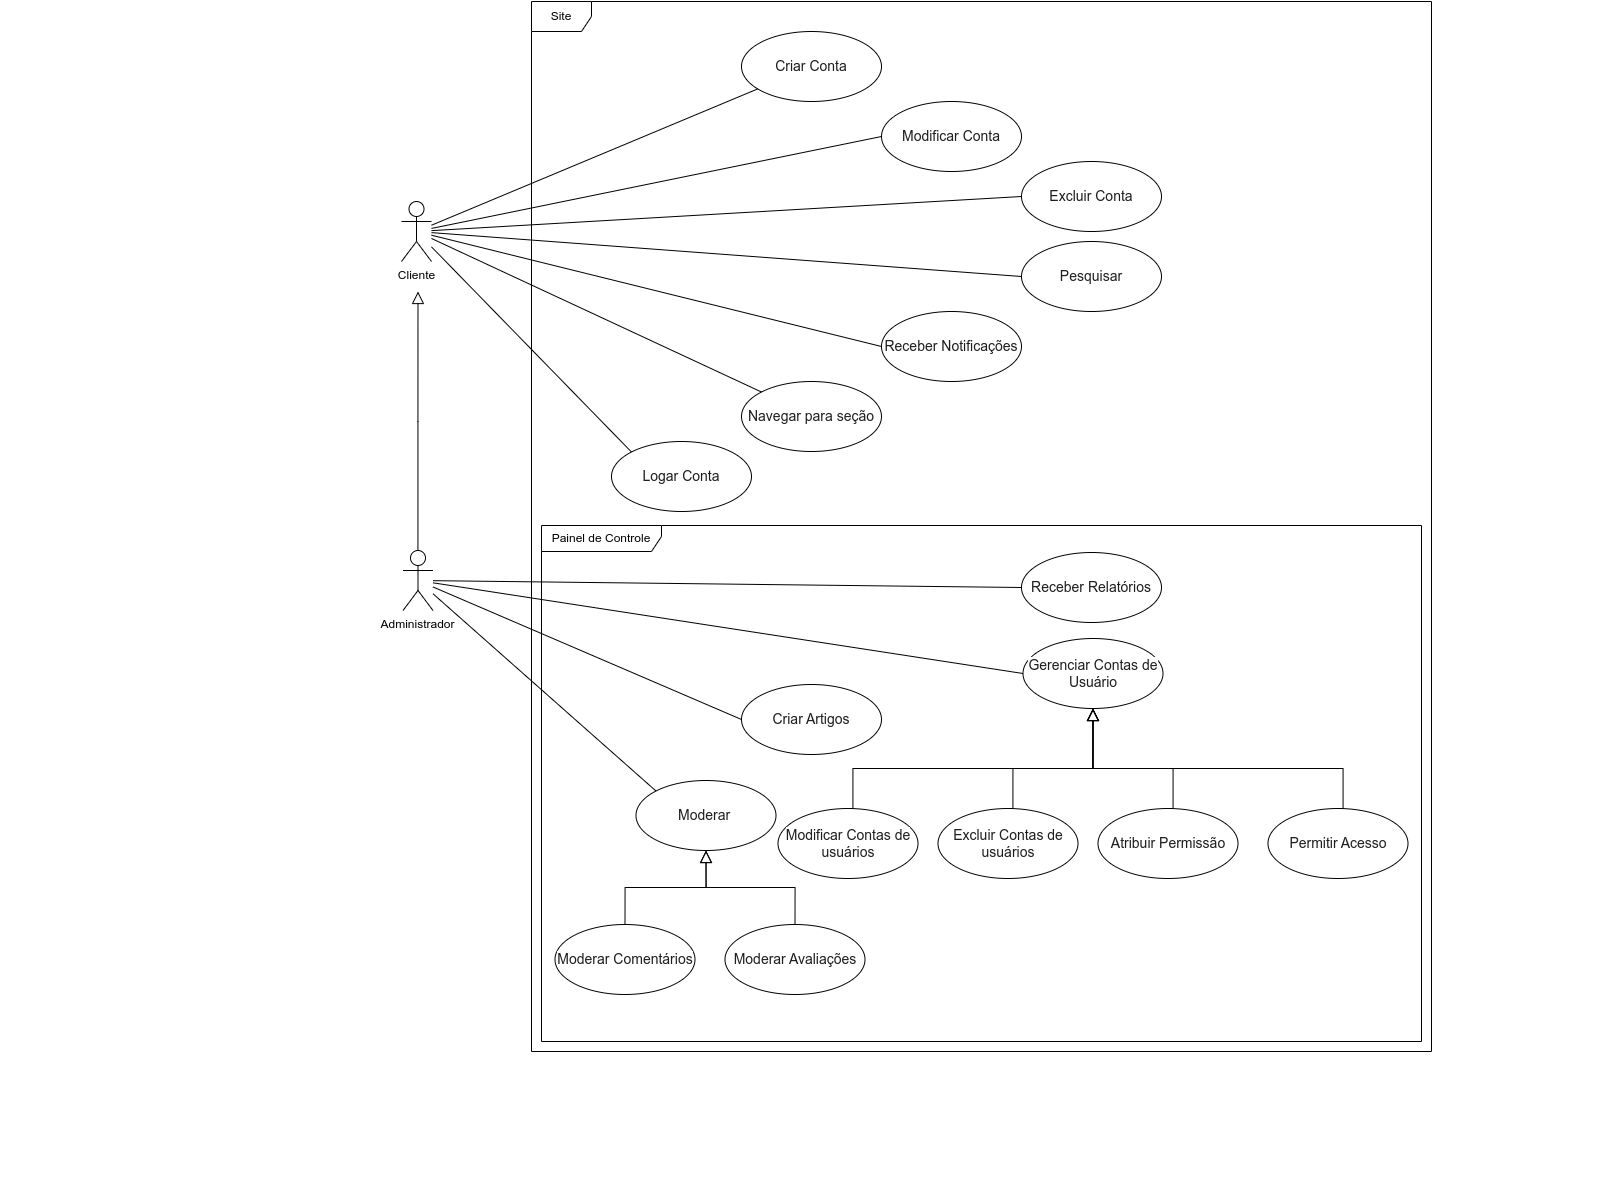 Site
Criar Conta
Modificar Conta
Excluir Conta
Cliente
Pesquisar
Receber Notificações
Navegar para seção
Logar Conta
Painel de Controle
Receber Relatórios
Administrador
Gerenciar Contas de
Usuário
Criar Artigos
Moderar
Modificar Contas de
usuários
Excluir Contas de
usuários
Atribuir Permissão
Permitir Acesso
Moderar Comentários
Moderar Avaliações